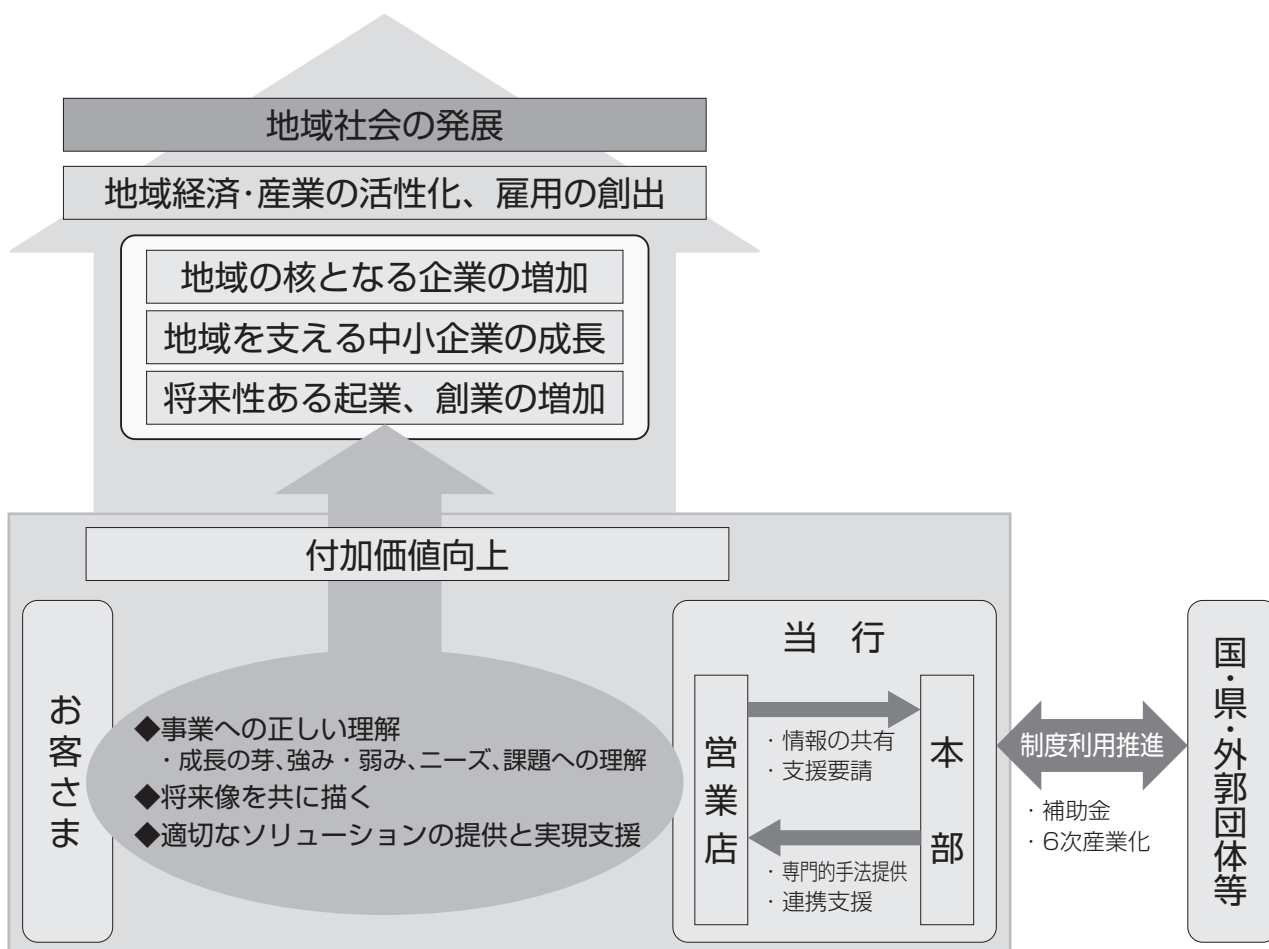 地域社会の発展
地域経済･産業の活性化、雇用の創出
地域の核となる企業の増加
地域を支える中小企業の成長
将来性ある起業、創業の増加
付加価値向上
お客さま
◆事業への正しい理解
・成長の芽、強み・弱み、ニーズ、課題への理解
◆将来像を共に描く
◆適切なソリューションの提供と実現支援
当　行
営業店
・情報の共有
・支援要請
・専門的手法提供
・連携支援
本部
制度利用推進
・補助金
・6次産業化
国・県・外郭団体等